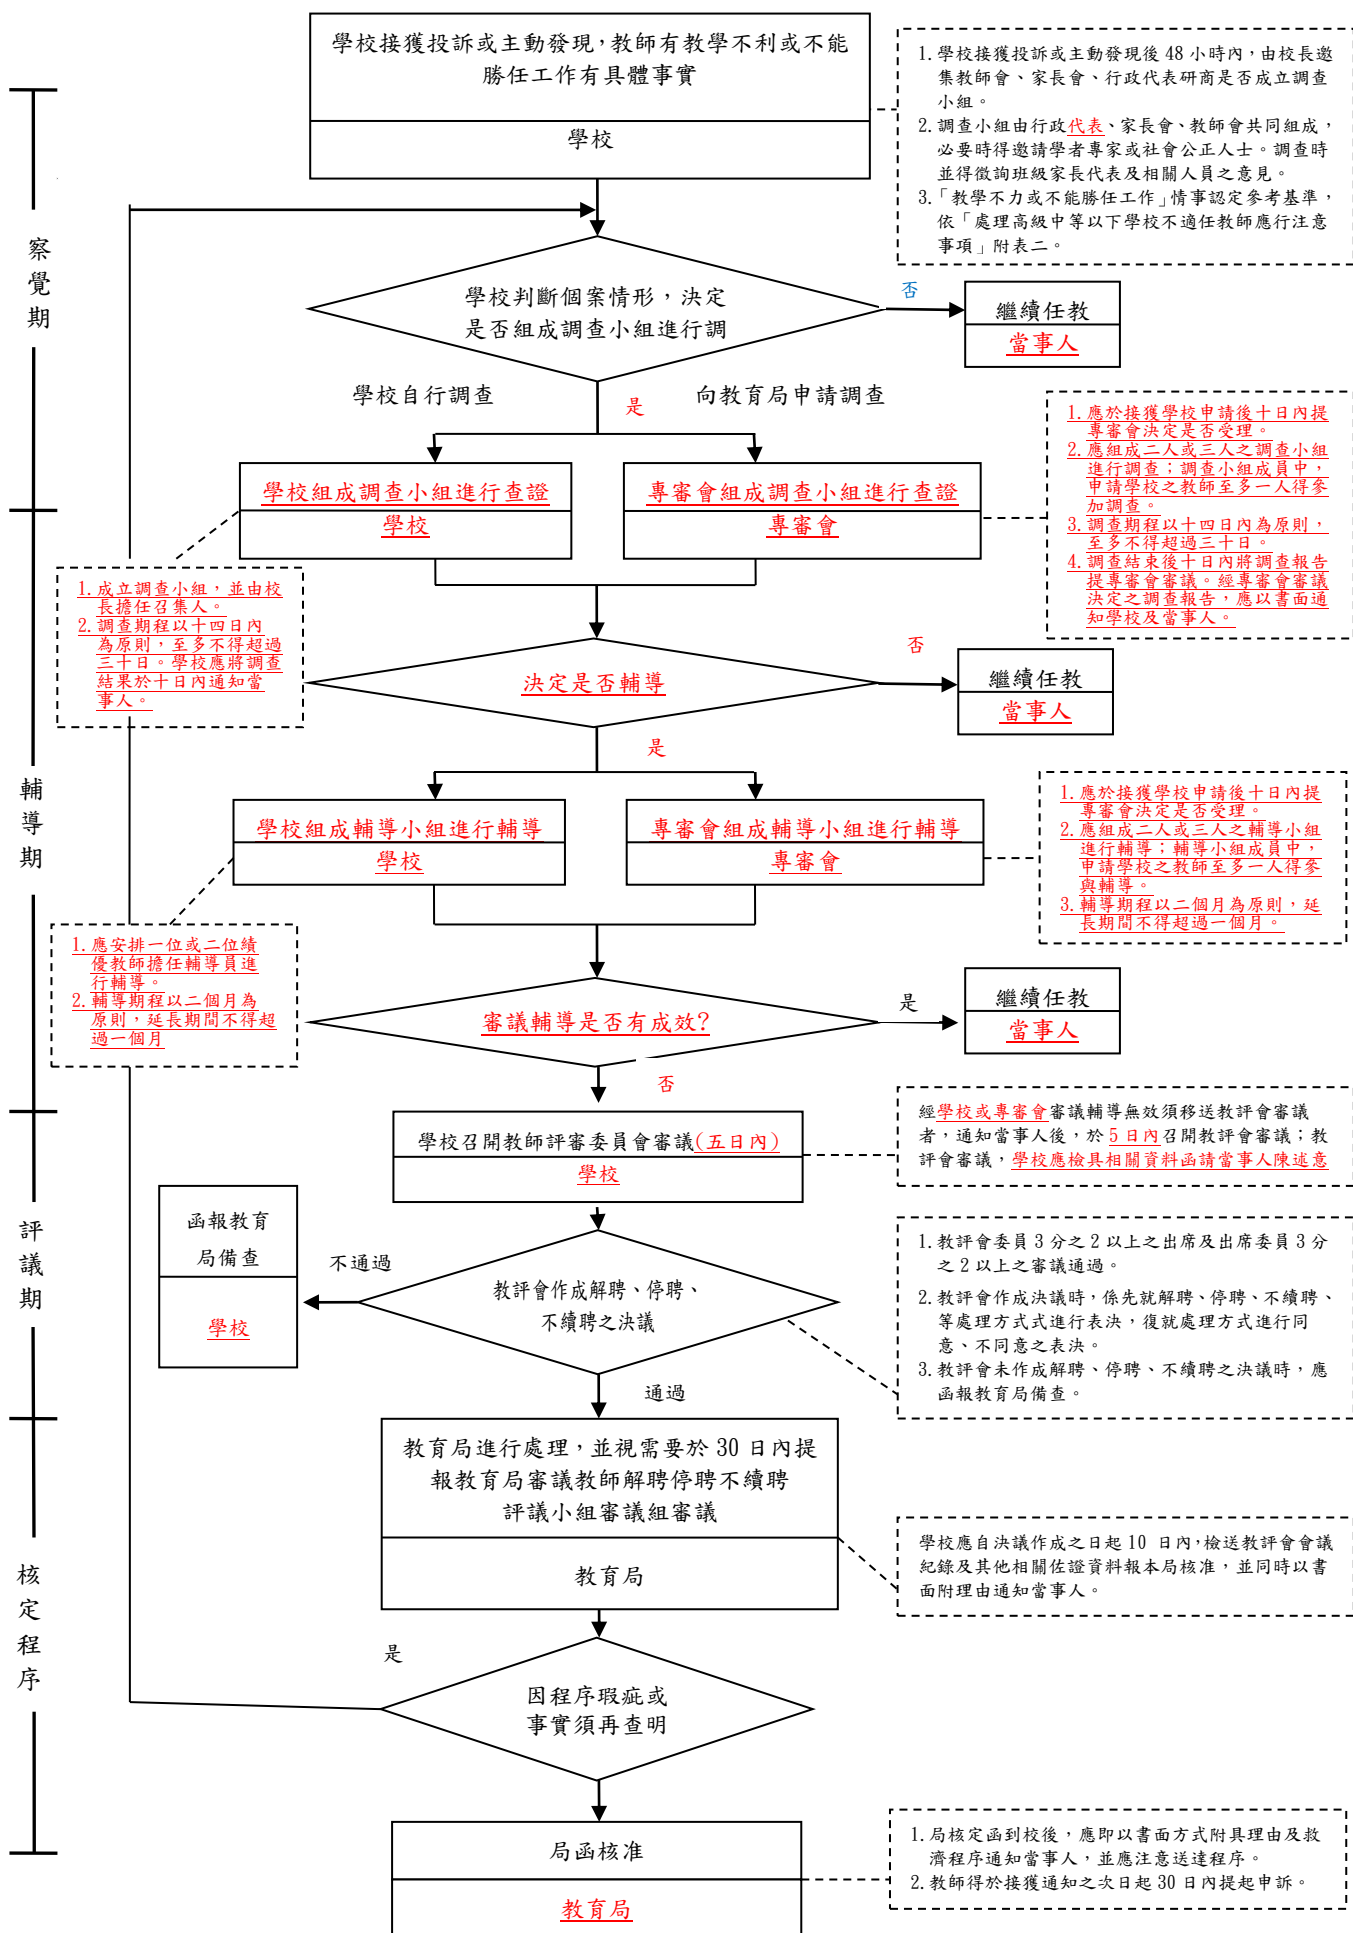 學校接獲投訴或主動發現，教師有教學不利或不能
勝任工作有具體事實
學校
1. 學校接獲投訴或主動發現後 48 小時內，由校長邀
集教師會、家長會、行政代表研商是否成立調查
小組。
2. 調查小組由行政代表、家長會、教師會共同組成，
必要時得邀請學者專家或社會公正人士。調查時
並得徵詢班級家長代表及相關人員之意見。
3.「教學不力或不能勝任工作」情事認定參考基準，
依「處理高級中等以下學校不適任教師應行注意
事項」附表二。
察覺期
學校判斷個案情形，決定
是否組成調查小組進行調
否
繼續任教
當事人
學校自行調查
是
向教育局申請調查
學校組成調查小組進行查證
學校
專審會組成調查小組進行查證
專審會
1. 應於接獲學校申請後十日內提
專審會決定是否受理。
2. 應組成二人或三人之調查小組
進行調查；調查小組成員中，
申請學校之教師至多一人得參
加調查。
3. 調查期程以十四日內為原則，
至多不得超過三十日。
4. 調查結束後十日內將調查報告
提專審會審議。經專審會審議
決定之調查報告，應以書面通
知學校及當事人。
1. 成立調查小組，並由校
長擔任召集人。
2. 調查期程以十四日內
為原則，至多不得超過
三十日。學校應將調查
結果於十日內通知當
事人。
決定是否輔導
否
繼續任教
當事人
是
輔導期
學校組成輔導小組進行輔導
學校
專審會組成輔導小組進行輔導
專審會
1. 應於接獲學校申請後十日內提
專審會決定是否受理。
2. 應組成二人或三人之輔導小組
進行輔導；輔導小組成員中，
申請學校之教師至多一人得參
與輔導。
3. 輔導期程以二個月為原則，延
長期間不得超過一個月。
1. 應安排一位或二位績
優教師擔任輔導員進
行輔導。
2. 輔導期程以二個月為
原則，延長期間不得超
過一個月
審議輔導是否有成效?
是
繼續任教
當事人
否
學校召開教師評審委員會審議(五日內)
學校
經學校或專審會審議輔導無效須移送教評會審議
者，通知當事人後，於 5 日內召開教評會審議；教
評會審議，學校應檢具相關資料函請當事人陳述意
評議期
函報教育
局備查
學校
不通過
教評會作成解聘、停聘、
不續聘之決議
1. 教評會委員 3 分之 2 以上之出席及出席委員 3 分
之 2 以上之審議通過。
2. 教評會作成決議時，係先就解聘、停聘、不續聘、
等處理方式式進行表決，復就處理方式進行同
意、不同意之表決。
3. 教評會未作成解聘、停聘、不續聘之決議時，應
函報教育局備查。
通過
教育局進行處理，並視需要於 30 日內提
報教育局審議教師解聘停聘不續聘
評議小組審議組審議
教育局
學校應自決議作成之日起 10 日內，檢送教評會會議
紀錄及其他相關佐證資料報本局核准，並同時以書
面附理由通知當事人。
核定程序
是
因程序瑕疵或
事實須再查明
局函核准
教育局
1. 局核定函到校後，應即以書面方式附具理由及救
濟程序通知當事人，並應注意送達程序。
2. 教師得於接獲通知之次日起 30 日內提起申訴。